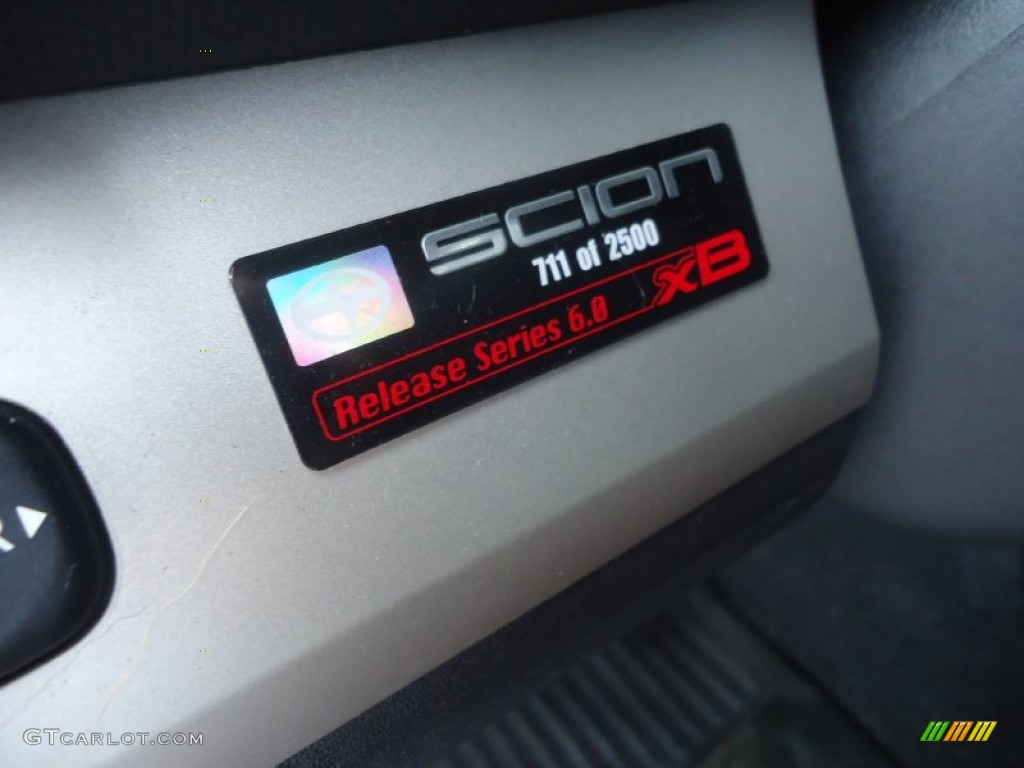 SCION
711 of 2500
xB
Release Series 6.0
R
GTCARLOT.COM